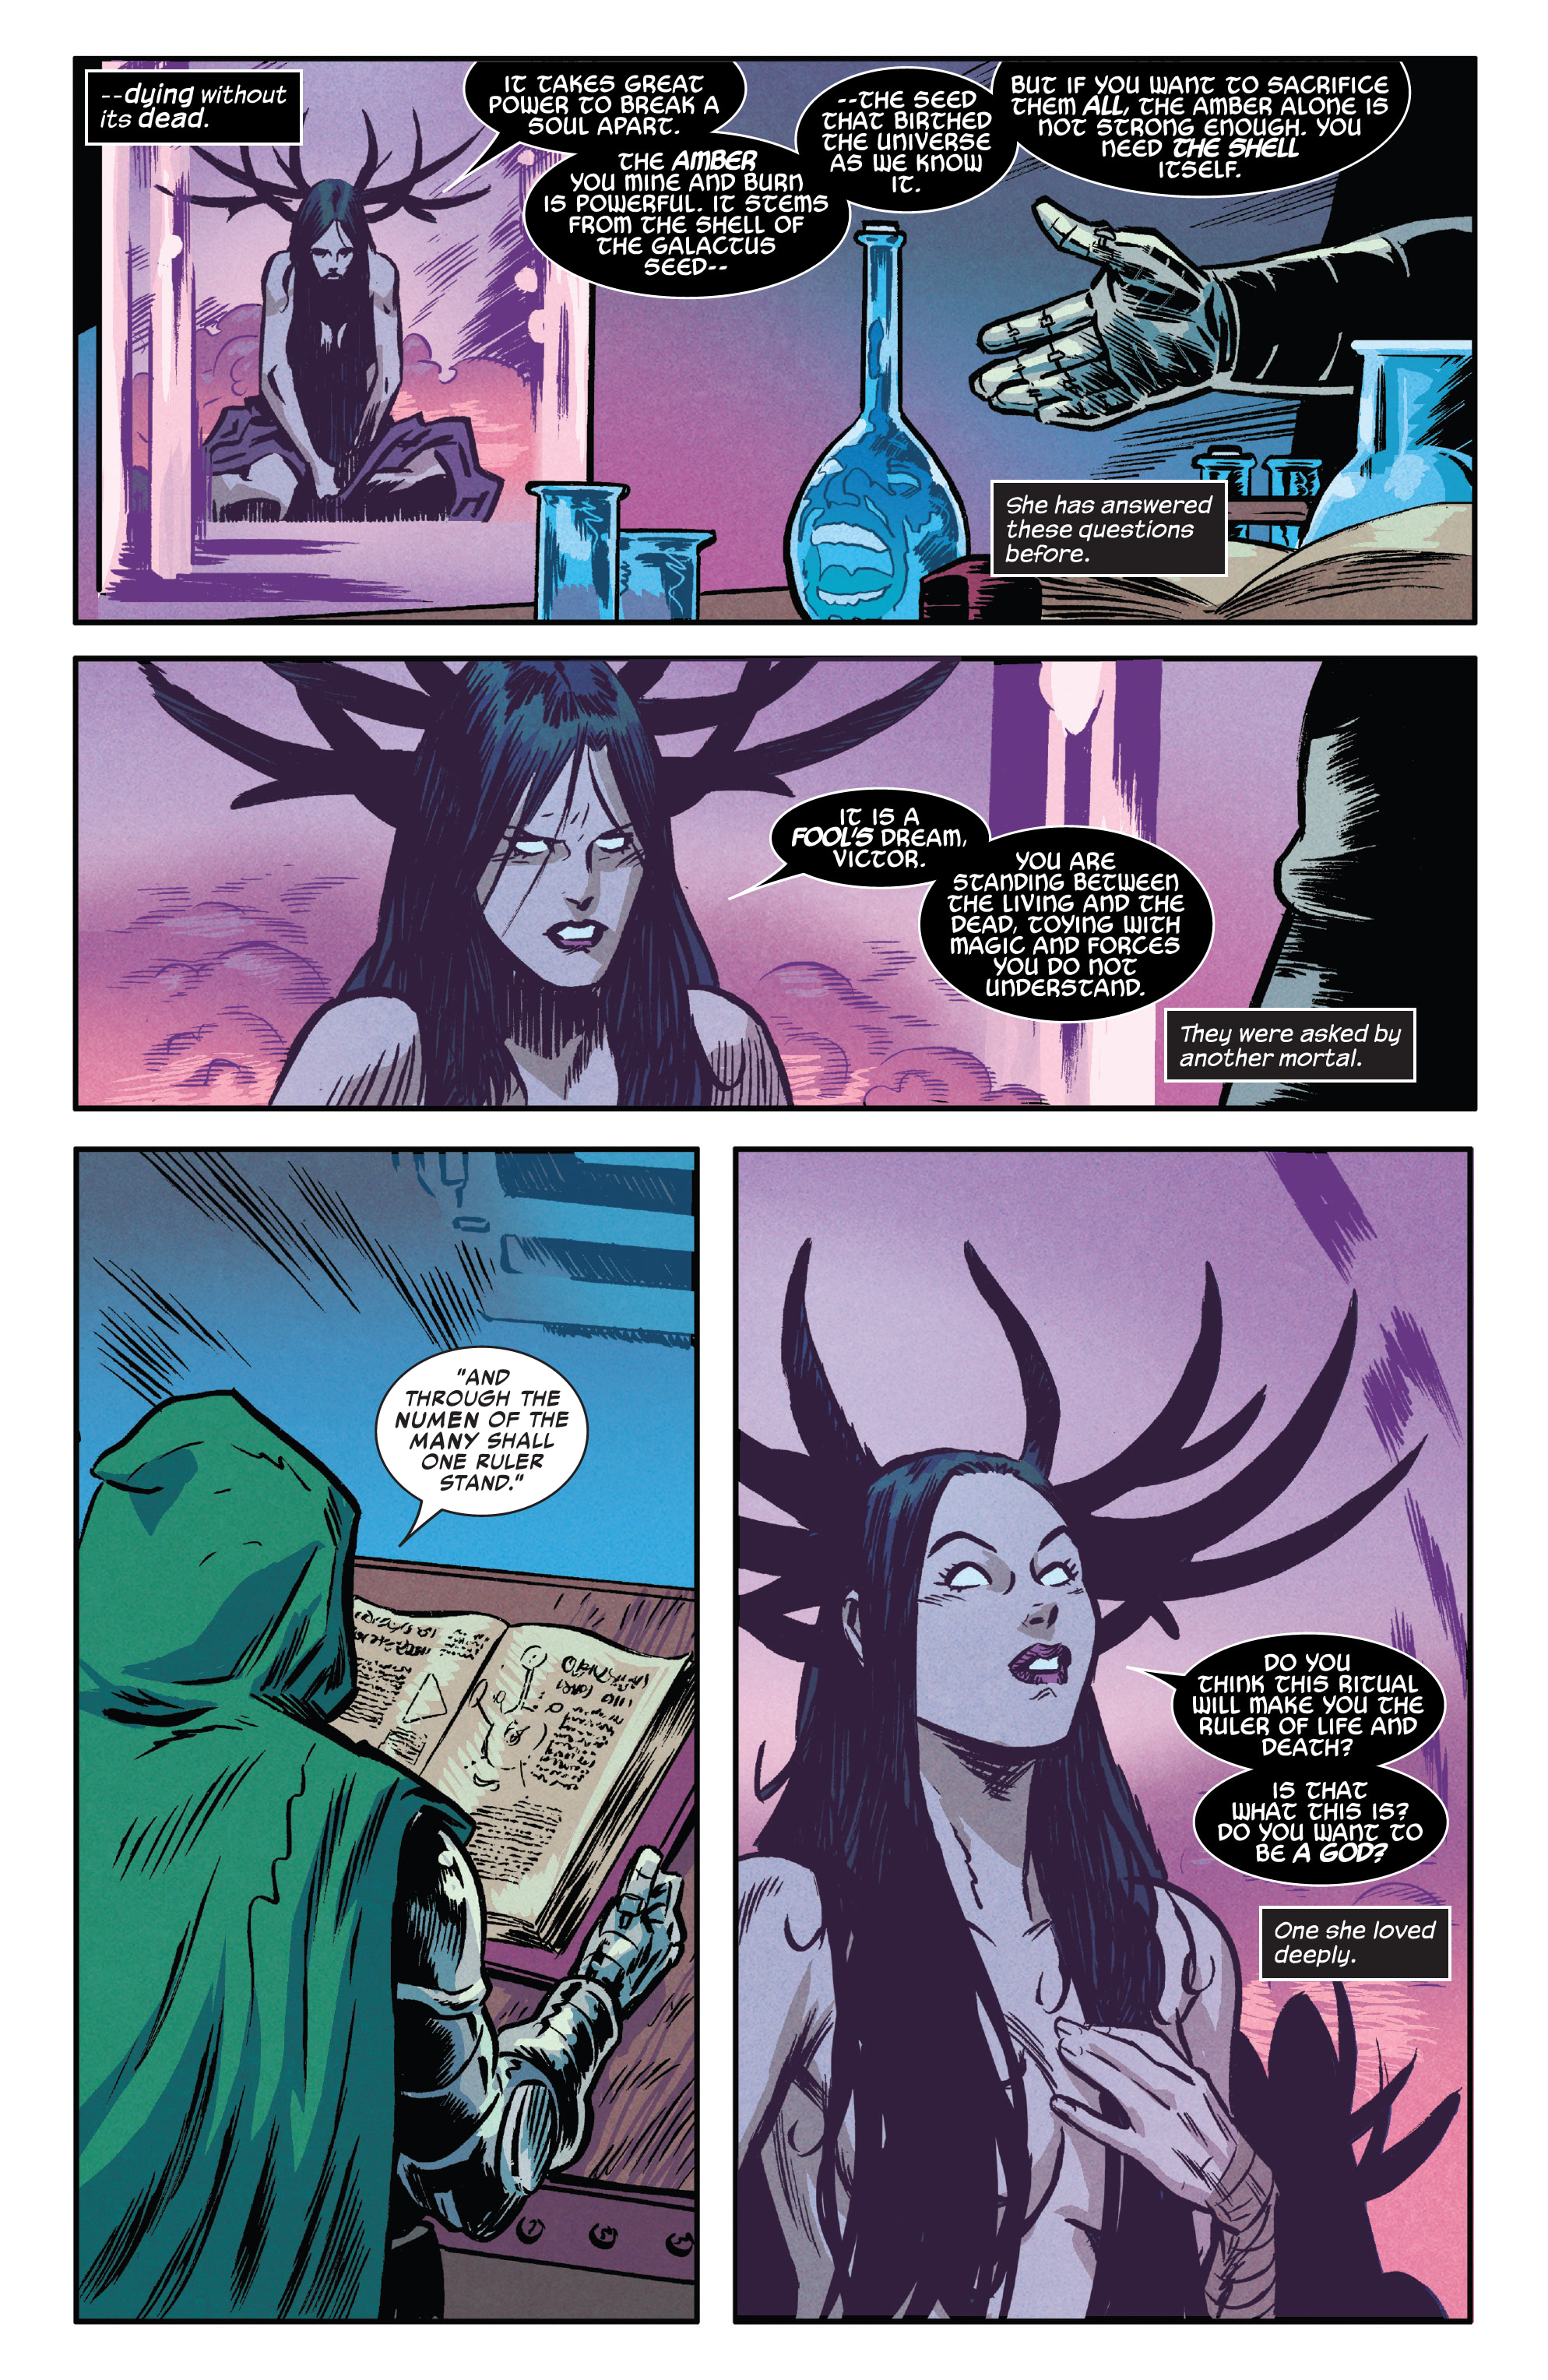 --dying without
its dead.
IT TAKES GREAT
POWER TO BREAK A
SOUL APART.
THE AMBER
YOU MINE AND BURN
IS POWERFUL. IT STEMS
FROM THE SHELL OF
THE GALACTUS
SEED--
--THE SEED
THAT BIRTHED
THE UNIVERSE
AS WE KNOW
IT.
BUT IF YOU WANT TO SACRIFICE
THEM ALL, THE AMBER ALONE IS
NOT STRONG ENOUGH. YOU
NEED THE SHELL
ITSELF.
She has answered
these questions
before.
IT IS A
FOOL'S DREAM,
VICTOR.
YOU ARE
STANDING BETWEEN
THE LIVING AND THE
DEAD, TOYING WITH
MAGIC AND FORCES
YOU DO NOT
UNDERSTAND.
They were asked by
another mortal.
"AND
THROUGH THE
NUMEN OF THE
MANY SHALL
ONE RULER
STAND."
DO YOU
THINK THIS RITUAL
WILL MAKE YOU THE
RULER OF LIFE AND
DEATH?
IS THAT
WHAT THIS IS?
DO YOU WANT TO
BE A GOD?
One she loved
deeply.